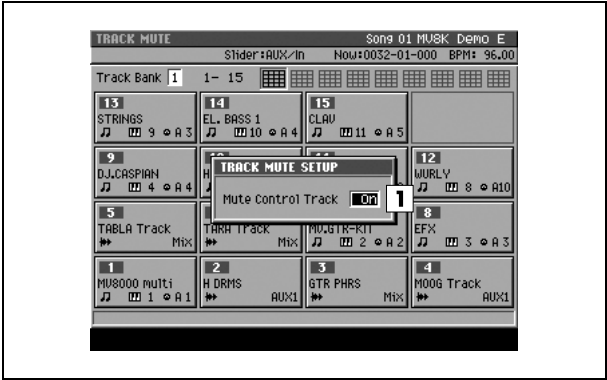 TRACK MUTE Song 01 MV8K Demo E
Slider:AUX/In Now:0032-01-000 BPM: 96.00
Track Bank 1 1- 15
13 14 15
STRINGS EL. BASS 1 CLAV
9 A 3 10 A 4 11 A 5
9 12
DJ.CASPIAN H WURLY
4 A 4 8 A10
TRACK MUTE SETUP
Mute Control Track On 1
5 8
TABLA Track TAHA Track MV.GTR-KIT EFX
Mix Mix 2 A 2 3 A 3
1 2 3 4
MV8000 multi H DRMS GTR PHRS MOOG Track
1 A 1 AUX1 Mix AUX1